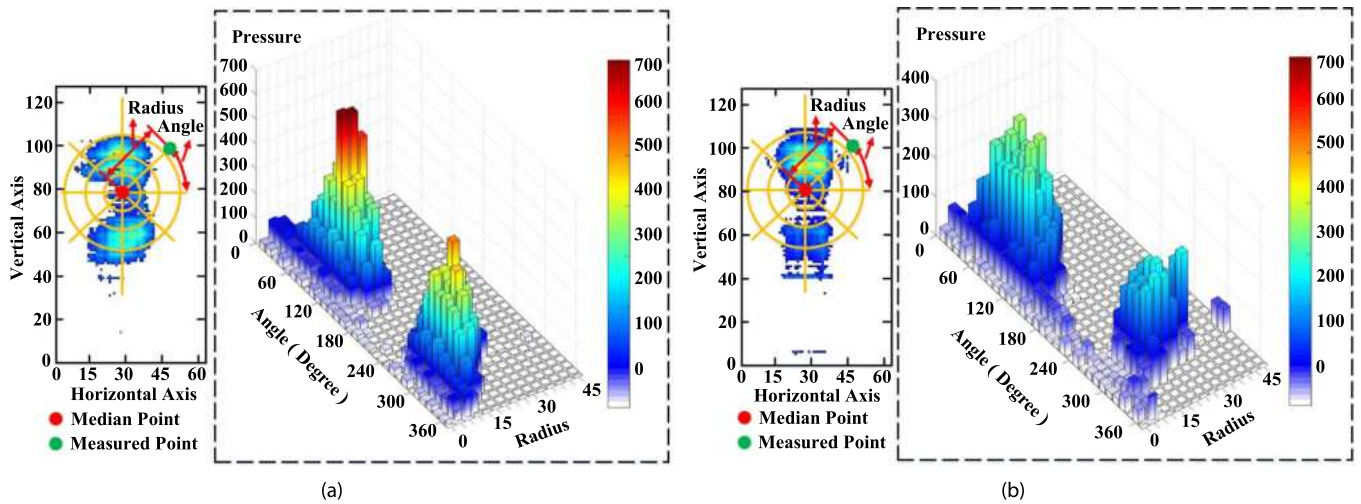 Pressure
700
600
500
400
300
200
100
0
0
60
120
180
240
300
360
Angle ( Degree )
0
15
30
45
Radius
700
600
500
400
300
200
100
0
120
100
80
60
40
20
0
Vertical Axis
0 15 30 45 60
Horizontal Axis
Radius
Angle
Median Point
Measured Point
(a)
Pressure
400
300
200
100
0
0
60
120
180
240
300
360
Angle ( Degree )
0
15
30
45
Radius
700
600
500
400
300
200
100
0
120
100
80
60
40
20
0
Vertical Axis
0 15 30 45 60
Horizontal Axis
Radius
Angle
Median Point
Measured Point
(b)